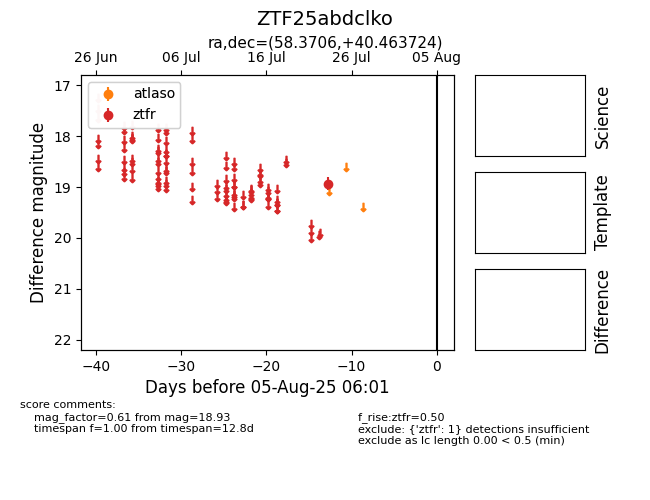 ZTF25abdclko
ra,dec=(58.3706,+40.463724)
26 Jun 06 Jul 16 Jul 26 Jul 05 Aug
atlaso
ztfr
17
18
19
20
21
22
Difference magnitude
−40 −30 −20 −10 0
Days before 05-Aug-25 06:01
Science
Template
Difference
score comments:
mag_factor=0.61 from mag=18.93
timespan f=1.00 from timespan=12.8d
f_rise:ztfr=0.50
exclude: {'ztfr': 1} detections insufficient
exclude as lc length 0.00 < 0.5 (min)